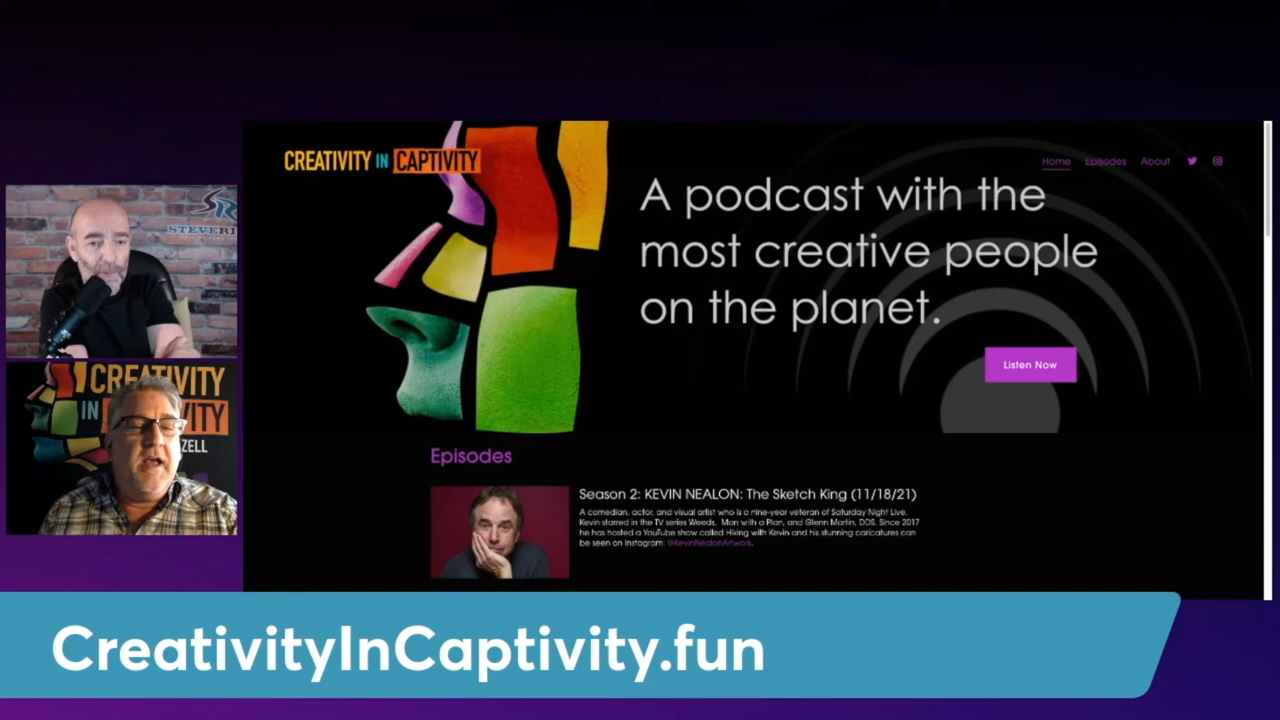 CREATIVITY IN CAPTIVITY
Home Episodes About
A podcast with the
most creative people
on the planet.
Listen Now
SR
STEVERI
CREATIVITY
IN
ZELL
Episodes
Season 2: KEVIN NEALON: The Sketch King (11/18/21)
A comedian, actor, and visual artist who is a nine-year veteran of Saturday Night Live.
Kevin starred in the TV series Weeds, Man with a Plan, and Glenn Martin, DDS. Since 2017
he has hosted a YouTube show called Hiking with Kevin and his stunning caricatures can
be seen on Instagram: @KevinNealonArtwork.
CreativityInCaptivity.fun